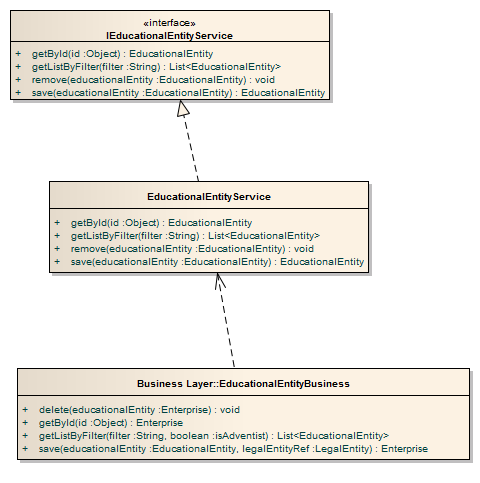 «interface»
IEducationalEntityService
+ getById(id :Object) : EducationalEntity
+ getListByFilter(filter :String) : List<EducationalEntity>
+ remove(educationalEntity :EducationalEntity) : void
+ save(educationalEntity :EducationalEntity) : EducationalEntity
EducationalEntityService
+ getById(id :Object) : EducationalEntity
+ getListByFilter(filter :String) : List<EducationalEntity>
+ remove(educationalEntity :EducationalEntity) : void
+ save(educationalEntity :EducationalEntity) : EducationalEntity
Business Layer::EducationalEntityBusiness
+ delete(educationalEntity :Enterprise) : void
+ getById(id :Object) : Enterprise
+ getListByFilter(filter :String, boolean :isAdventist) : List<EducationalEntity>
+ save(educationalEntity :EducationalEntity, legalEntityRef :LegalEntity) : Enterprise